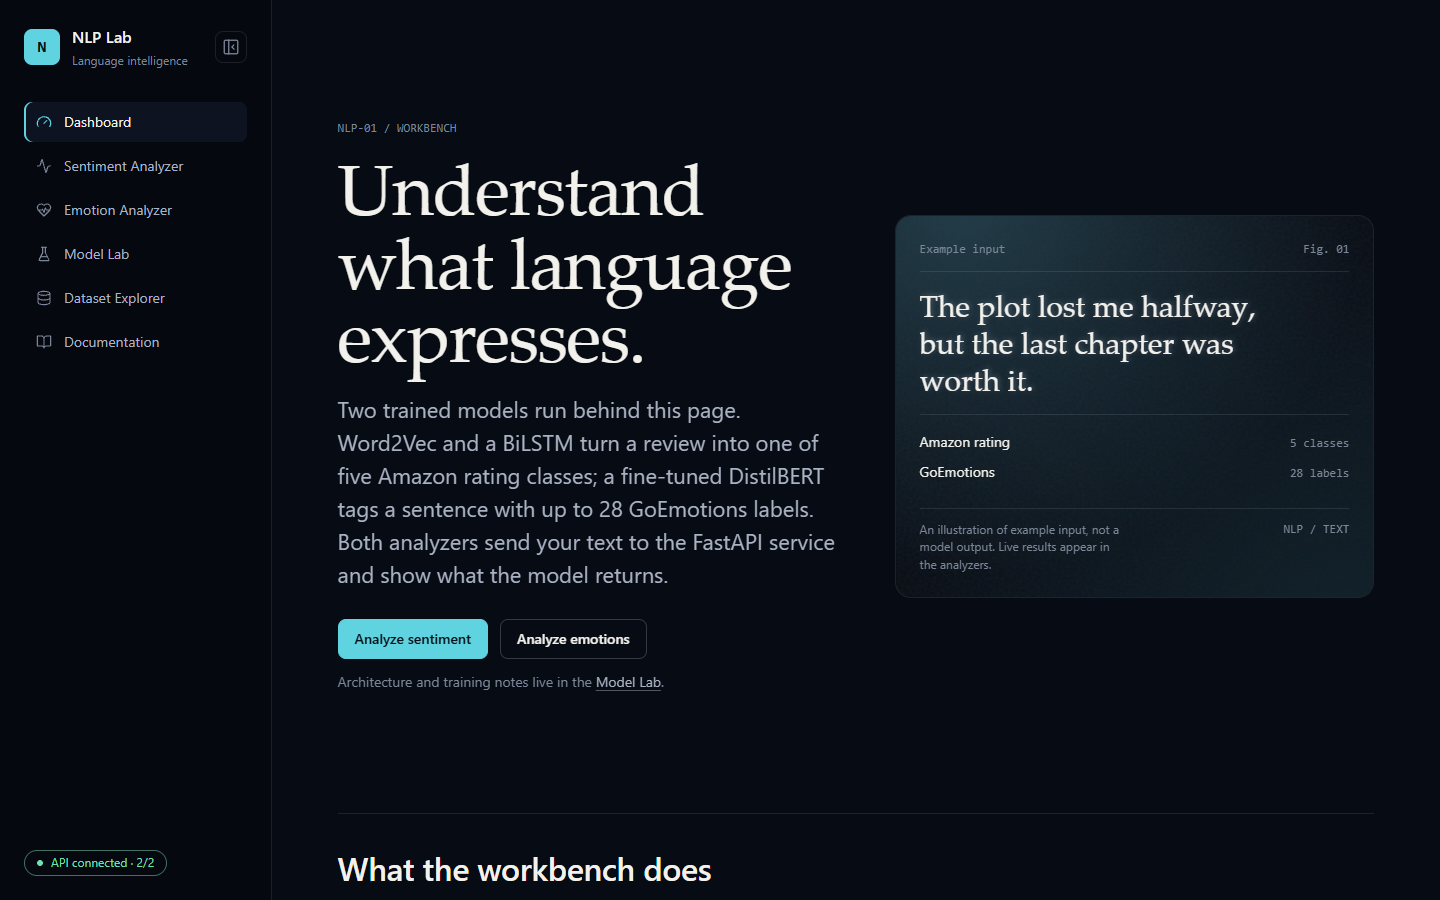 N
NLP Lab
Language intelligence
Dashboard
Sentiment Analyzer
Emotion Analyzer
Model Lab
Dataset Explorer
Documentation
API connected · 2/2
NLP-01 / WORKBENCH
Understand
what language
expresses.
Two trained models run behind this page.
Word2Vec and a BiLSTM turn a review into one of
five Amazon rating classes; a fine-tuned DistilBERT
tags a sentence with up to 28 GoEmotions labels.
Both analyzers send your text to the FastAPI service
and show what the model returns.
Analyze sentiment
Analyze emotions
Architecture and training notes live in the Model Lab.
Example input
Fig. 01
The plot lost me halfway,
but the last chapter was
worth it.
Amazon rating
5 classes
GoEmotions
28 labels
An illustration of example input, not a
model output. Live results appear in
the analyzers.
NLP / TEXT
What the workbench does